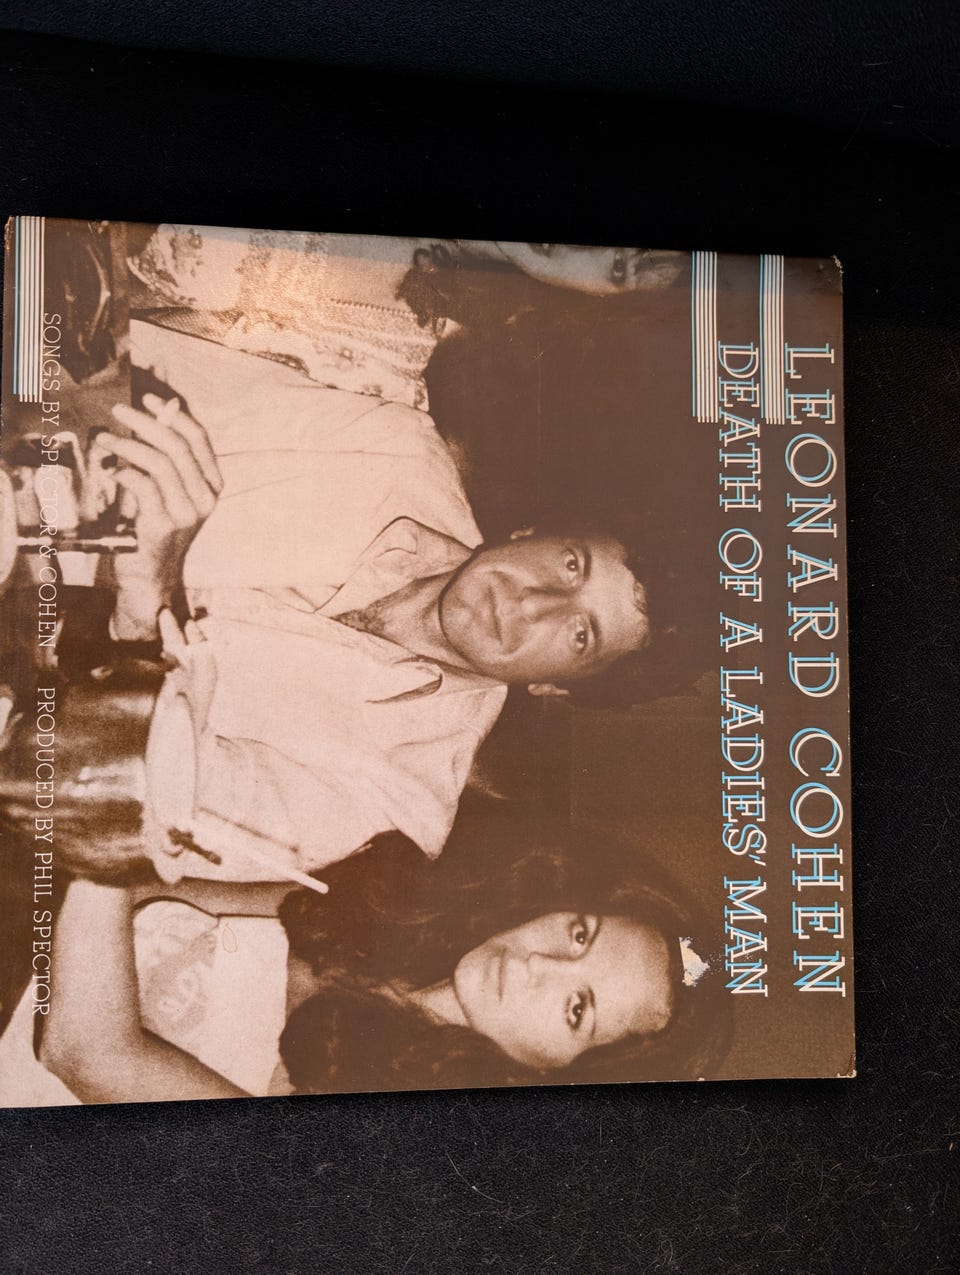 LEONARD COHEN
DEATH OF A LADIES' MAN
SONGS BY SPECTOR & COHEN PRODUCED BY PHIL SPECTOR